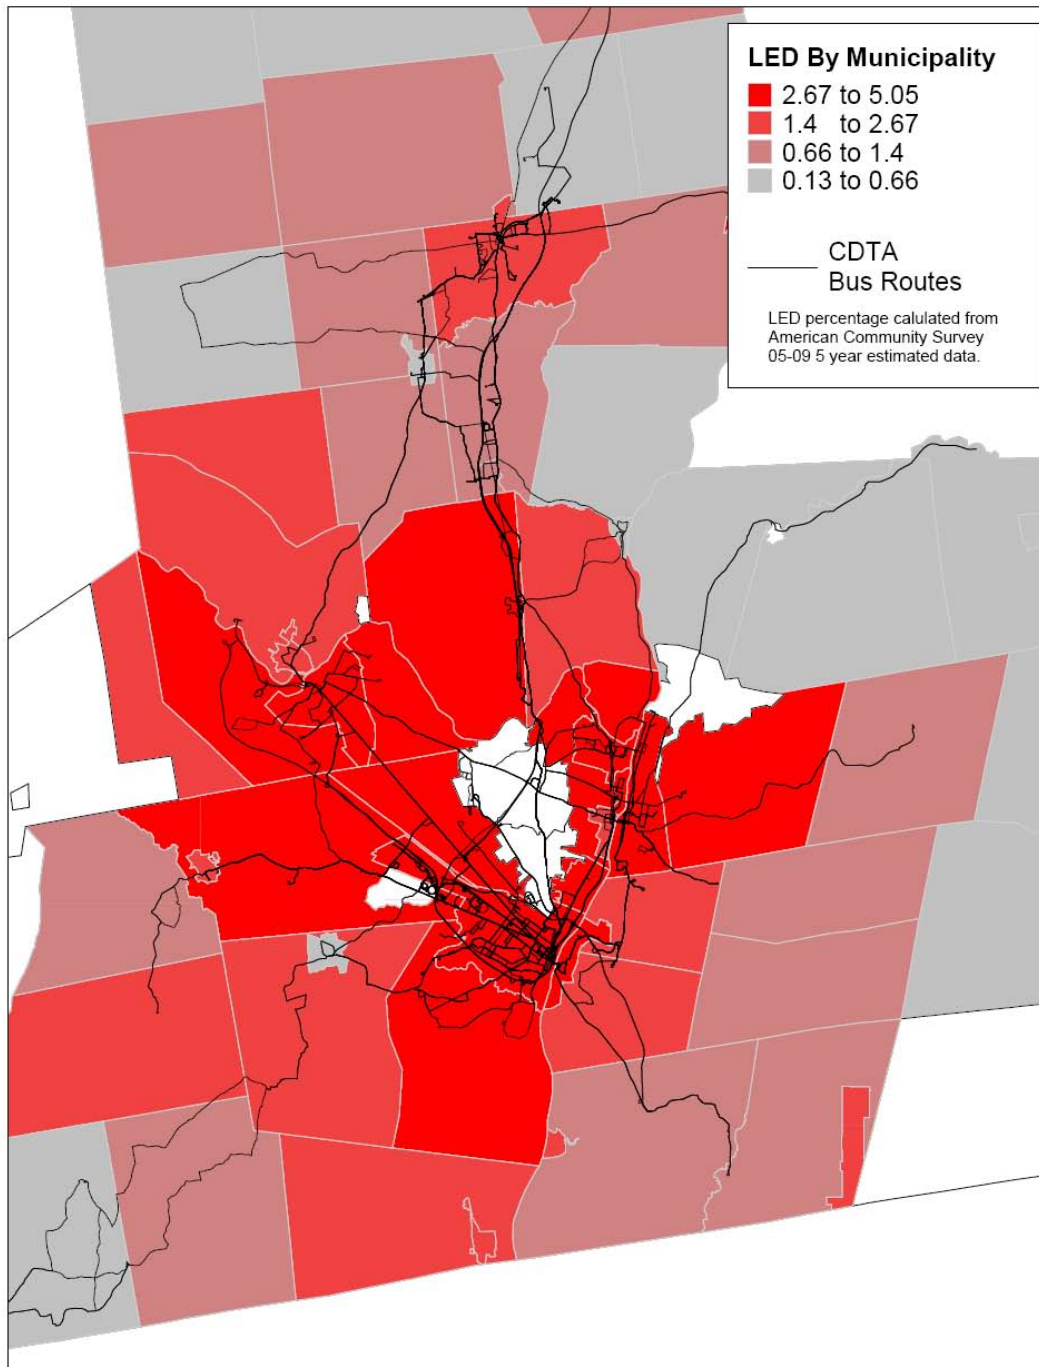 LED By Municipality
2.67 to 5.05
1.4 to 2.67
0.66 to 1.4
0.13 to 0.66
CDTA
Bus Routes
LED percentage calulated from
American Community Survey
05-09 5 year estimated data.